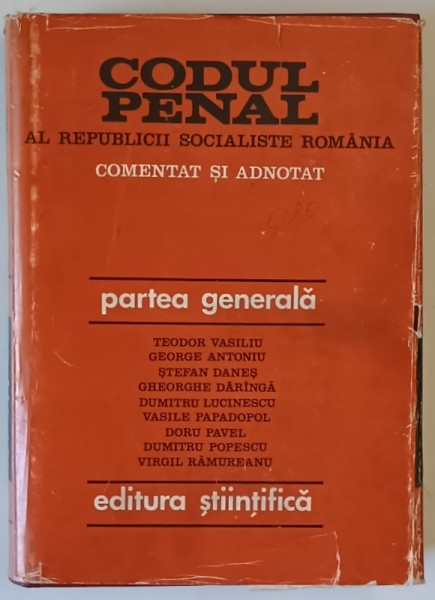 CODUL
PENAL
AL REPUBLICII SOCIALISTE ROMÂNIA
COMENTAT ȘI ADNOTAT
partea generală
TEODOR VASILIU
GEORGE ANTONIU
ȘTEFAN DANEȘ
GHEORGHE DĂRÎNGĂ
DUMITRU LUCINESCU
VASILE PAPADOPOL
DORU PAVEL
DUMITRU POPESCU
VIRGIL RĂMUREANU
editura științifică